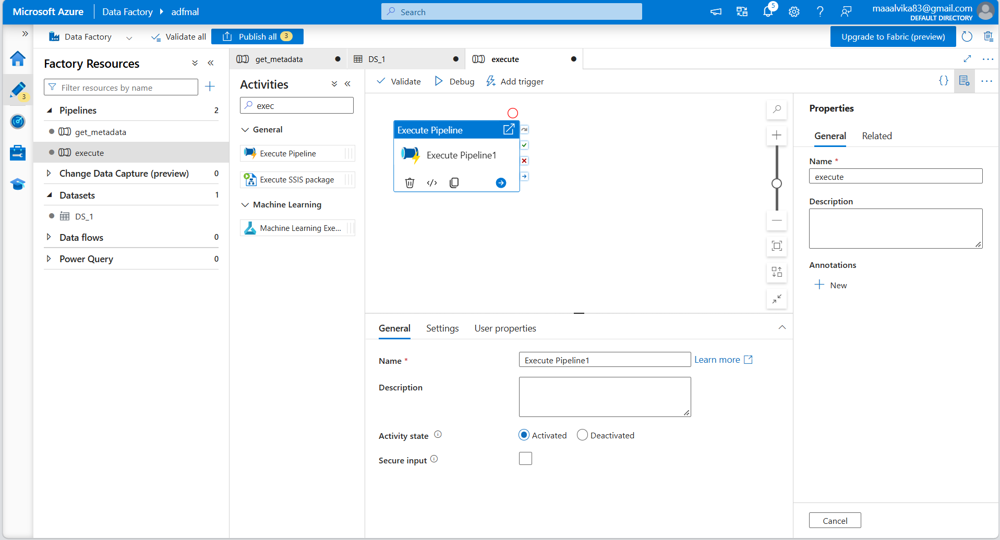 Microsoft Azure
Data Factory
adfmal
Search
5
maaalvika83@gmail.com
DEFAULT DIRECTORY
Data Factory
Validate all
Publish all 3
Upgrade to Fabric (preview)
3
Factory Resources
Filter resources by name
Pipelines 2
get_metadata
execute
Change Data Capture (preview) 0
Datasets 1
DS_1
Data flows 0
Power Query 0
get_metadata
DS_1
execute
Activities
exec
General
Execute Pipeline
Execute SSIS package
Machine Learning
Machine Learning Exe...
Validate
Debug
Add trigger
Execute Pipeline
Execute Pipeline1
General
Settings
User properties
Name *
Execute Pipeline1
Learn more
Description
Activity state
Activated
Deactivated
Secure input
Properties
General
Related
Name *
execute
Description
Annotations
New
Cancel